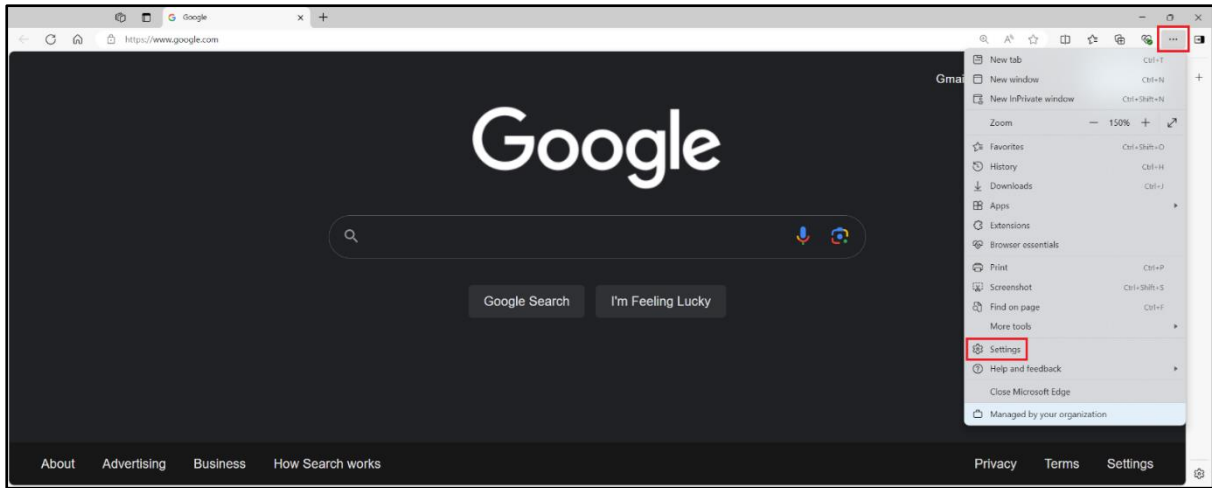 Google
https://www.google.com
Gmai
New tab Ctrl+T
New window Ctrl+N
New InPrivate window Ctrl+Shift+N
Zoom 150%
Favorites Ctrl+Shift+O
History Ctrl+H
Downloads Ctrl+J
Apps
Extensions
Browser essentials
Print Ctrl+P
Screenshot Ctrl+Shift+S
Find on page Ctrl+F
More tools
Settings
Help and feedback
Close Microsoft Edge
Managed by your organization
Google
Google Search I'm Feeling Lucky
About Advertising Business How Search works Privacy Terms Settings